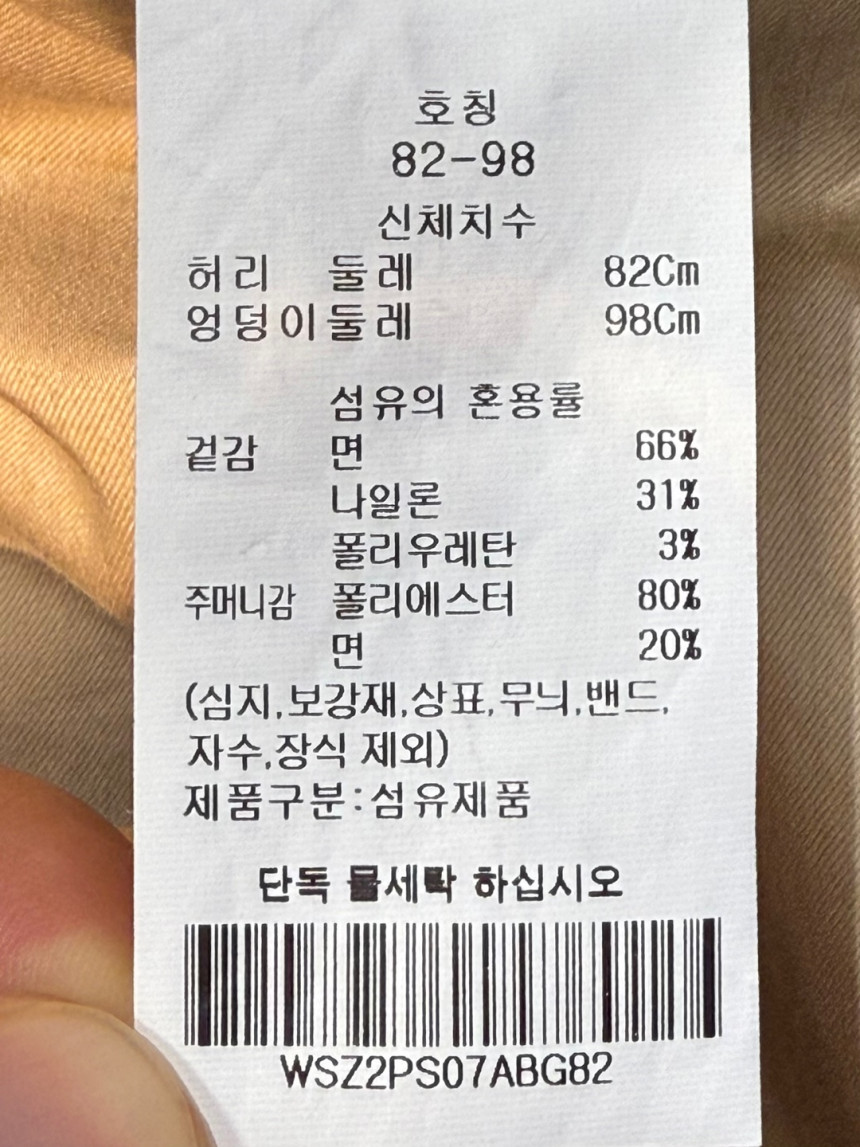 호칭
82-98
신체치수
허리 둘레 82Cm
엉덩이둘레 98Cm
섬유의 혼용률
겉감 면 66%
나일론 31%
폴리우레탄 3%
주머니감 폴리에스터 80%
면 20%
(심지,보강재,상표,무늬,밴드,
자수,장식 제외)
제품구분:섬유제품
단독 물세탁 하십시오
WSZ2PS07ABG82